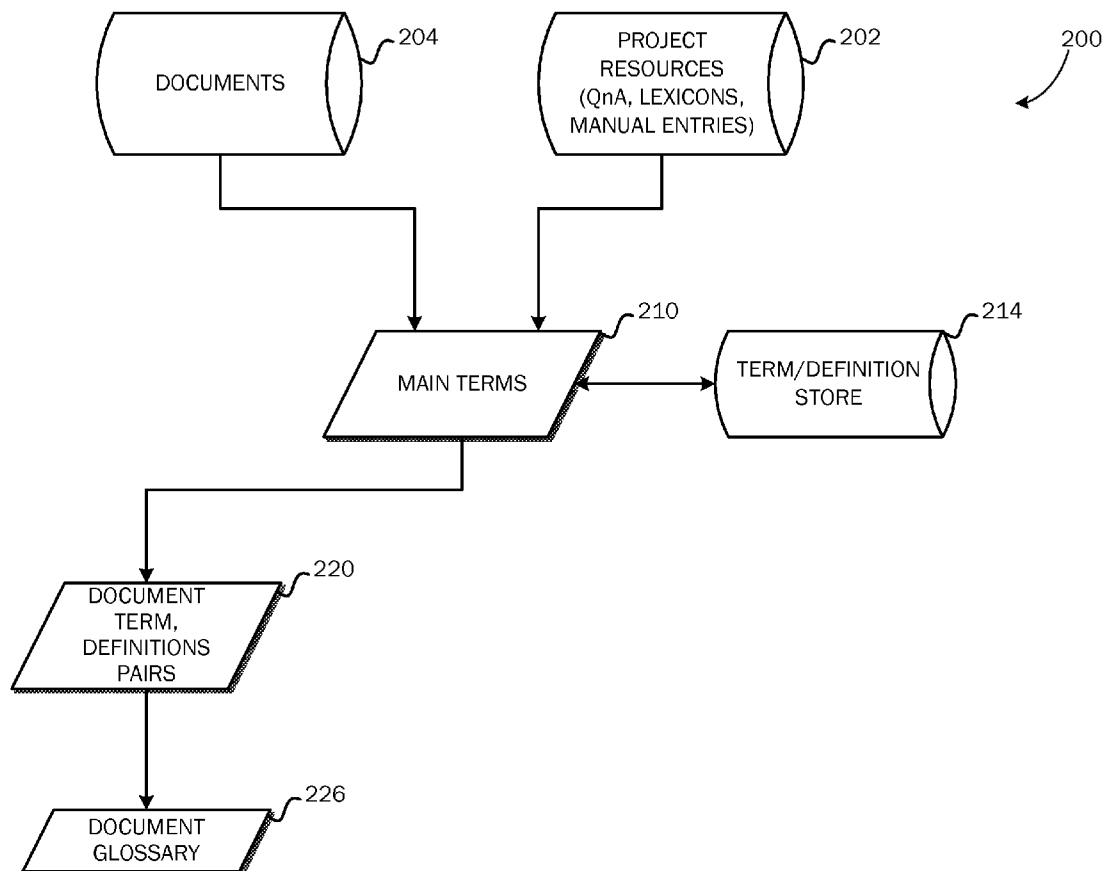 204
DOCUMENTS
PROJECT
RESOURCES
(QnA, LEXICONS,
MANUAL ENTRIES)
202
200
210
MAIN TERMS
214
TERM/DEFINITION
STORE
220
DOCUMENT
TERM,
DEFINITIONS
PAIRS
226
DOCUMENT
GLOSSARY